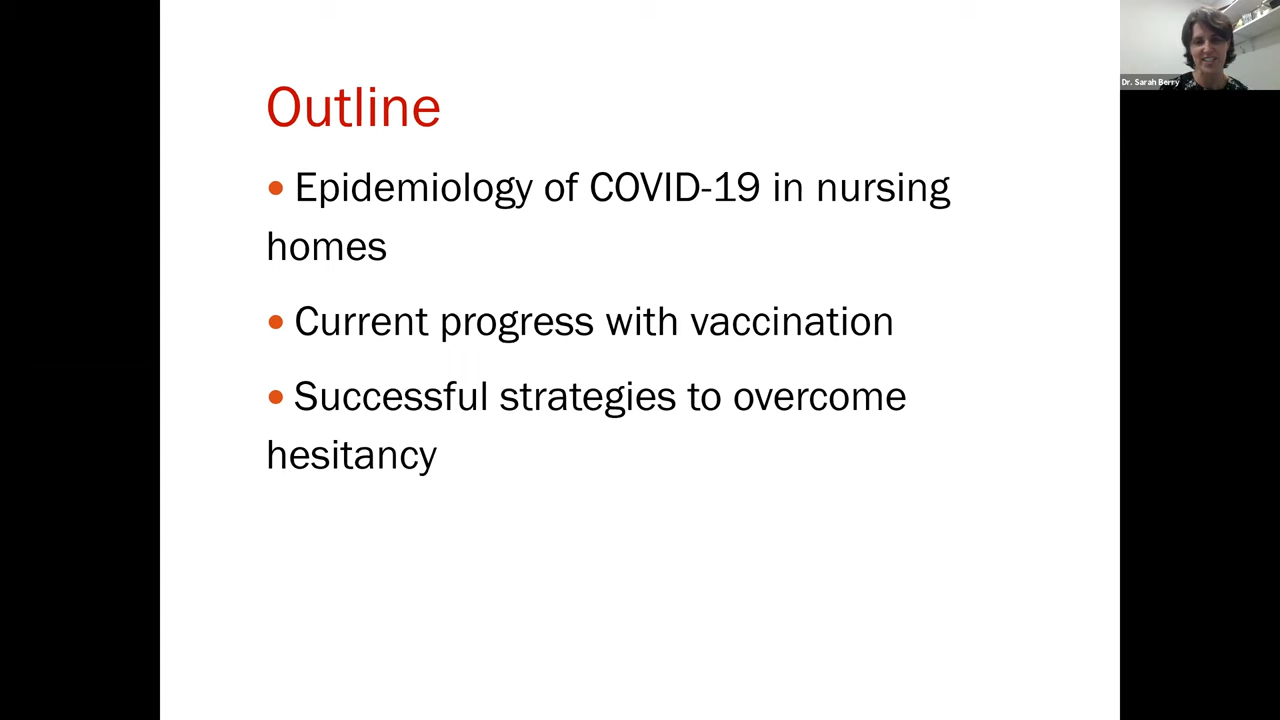 Outline
• Epidemiology of COVID-19 in nursing
homes
• Current progress with vaccination
• Successful strategies to overcome
hesitancy
Dr. Sarah Berry